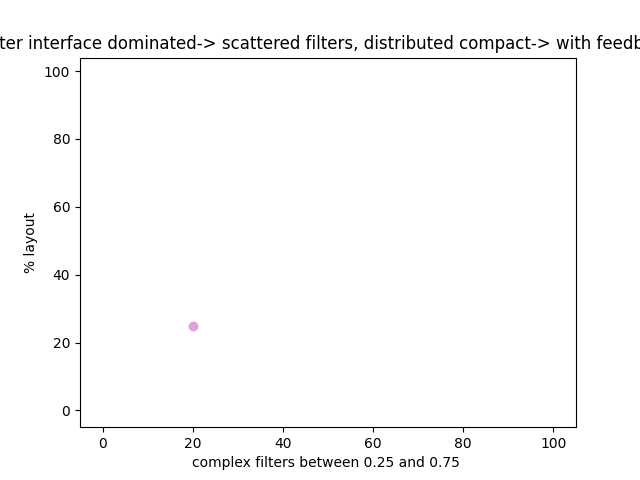 ter interface dominated-> scattered filters, distributed compact-> with feedb
100
80
60
40
20
0
% layout
0 20 40 60 80 100
complex filters between 0.25 and 0.75